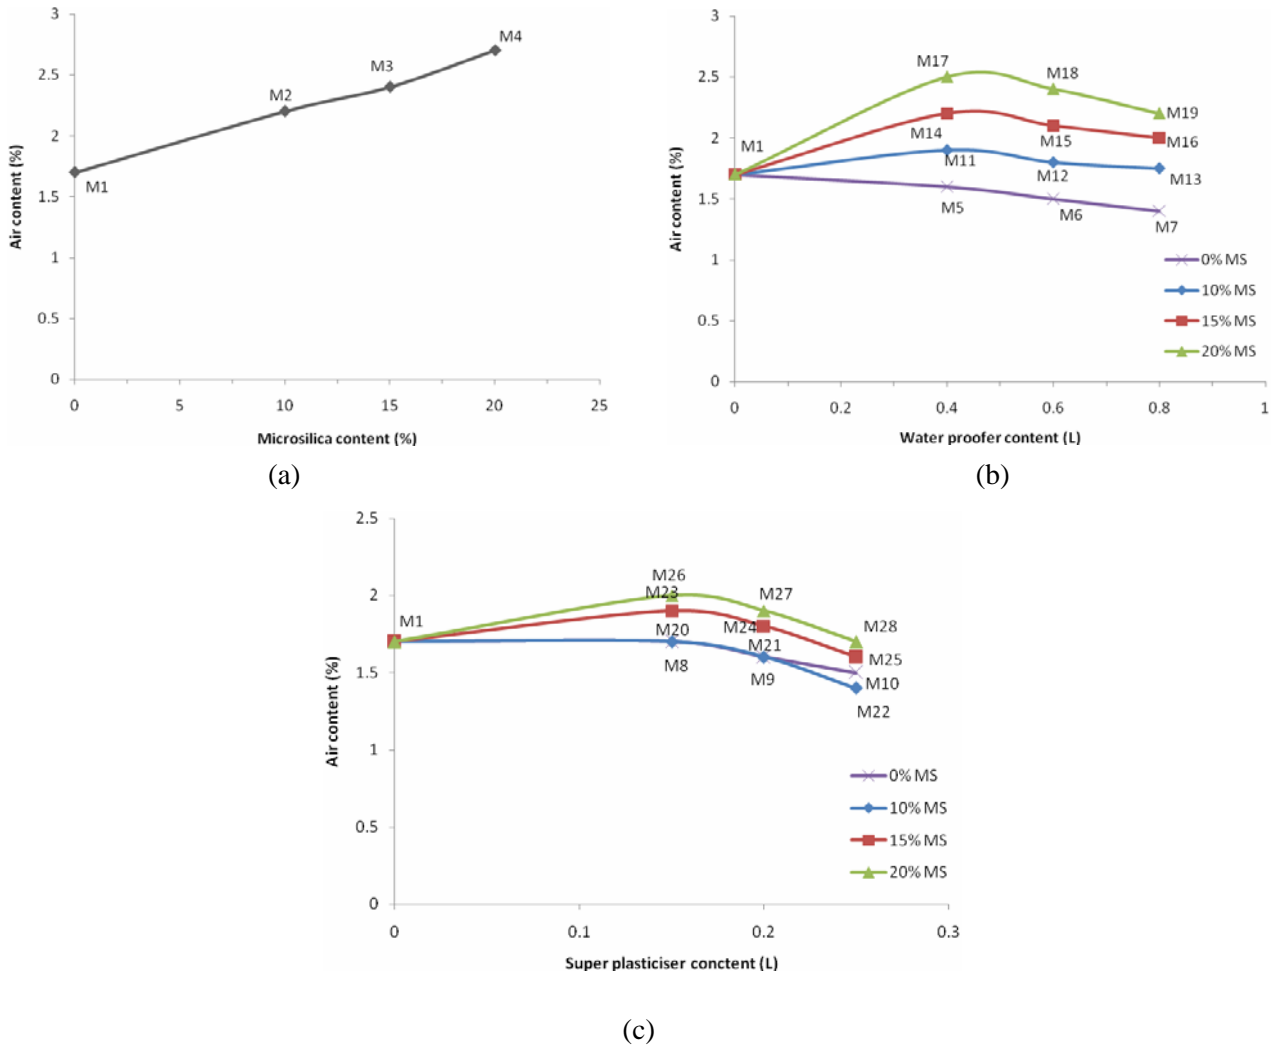 3
2.5
2
1.5
1
0.5
0
Air content (%)
M1
M2
M3
M4
0 5 10 15 20 25
Microsilica content (%)
(a)
3
2.5
2
1.5
1
0.5
0
Air content (%)
M1
M17
M18
M19
M14
M15
M16
M11
M12
M13
M5
M6
M7
0% MS
10% MS
15% MS
20% MS
0 0.2 0.4 0.6 0.8 1
Water proofer content (L)
(b)
2.5
2
1.5
1
0.5
0
Air content (%)
M1
M26
M27
M28
M23
M24
M25
M20
M21
M22
M8
M9
M10
0% MS
10% MS
15% MS
20% MS
0 0.1 0.2 0.3
Super plasticiser conctent (L)
(c)